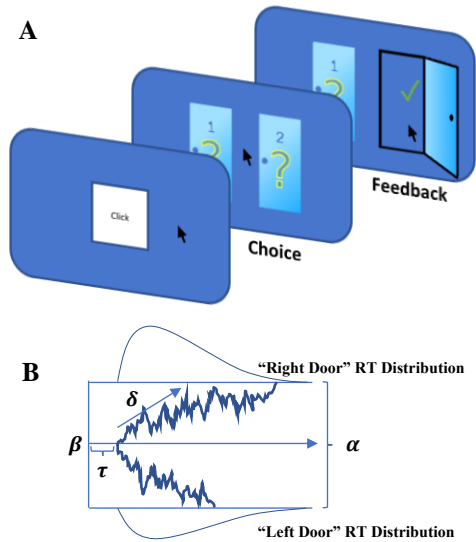 A
1
?
✓
Feedback
1
?
2
?
Choice
Click
B
"Right Door" RT Distribution
δ
β
τ
α
"Left Door" RT Distribution